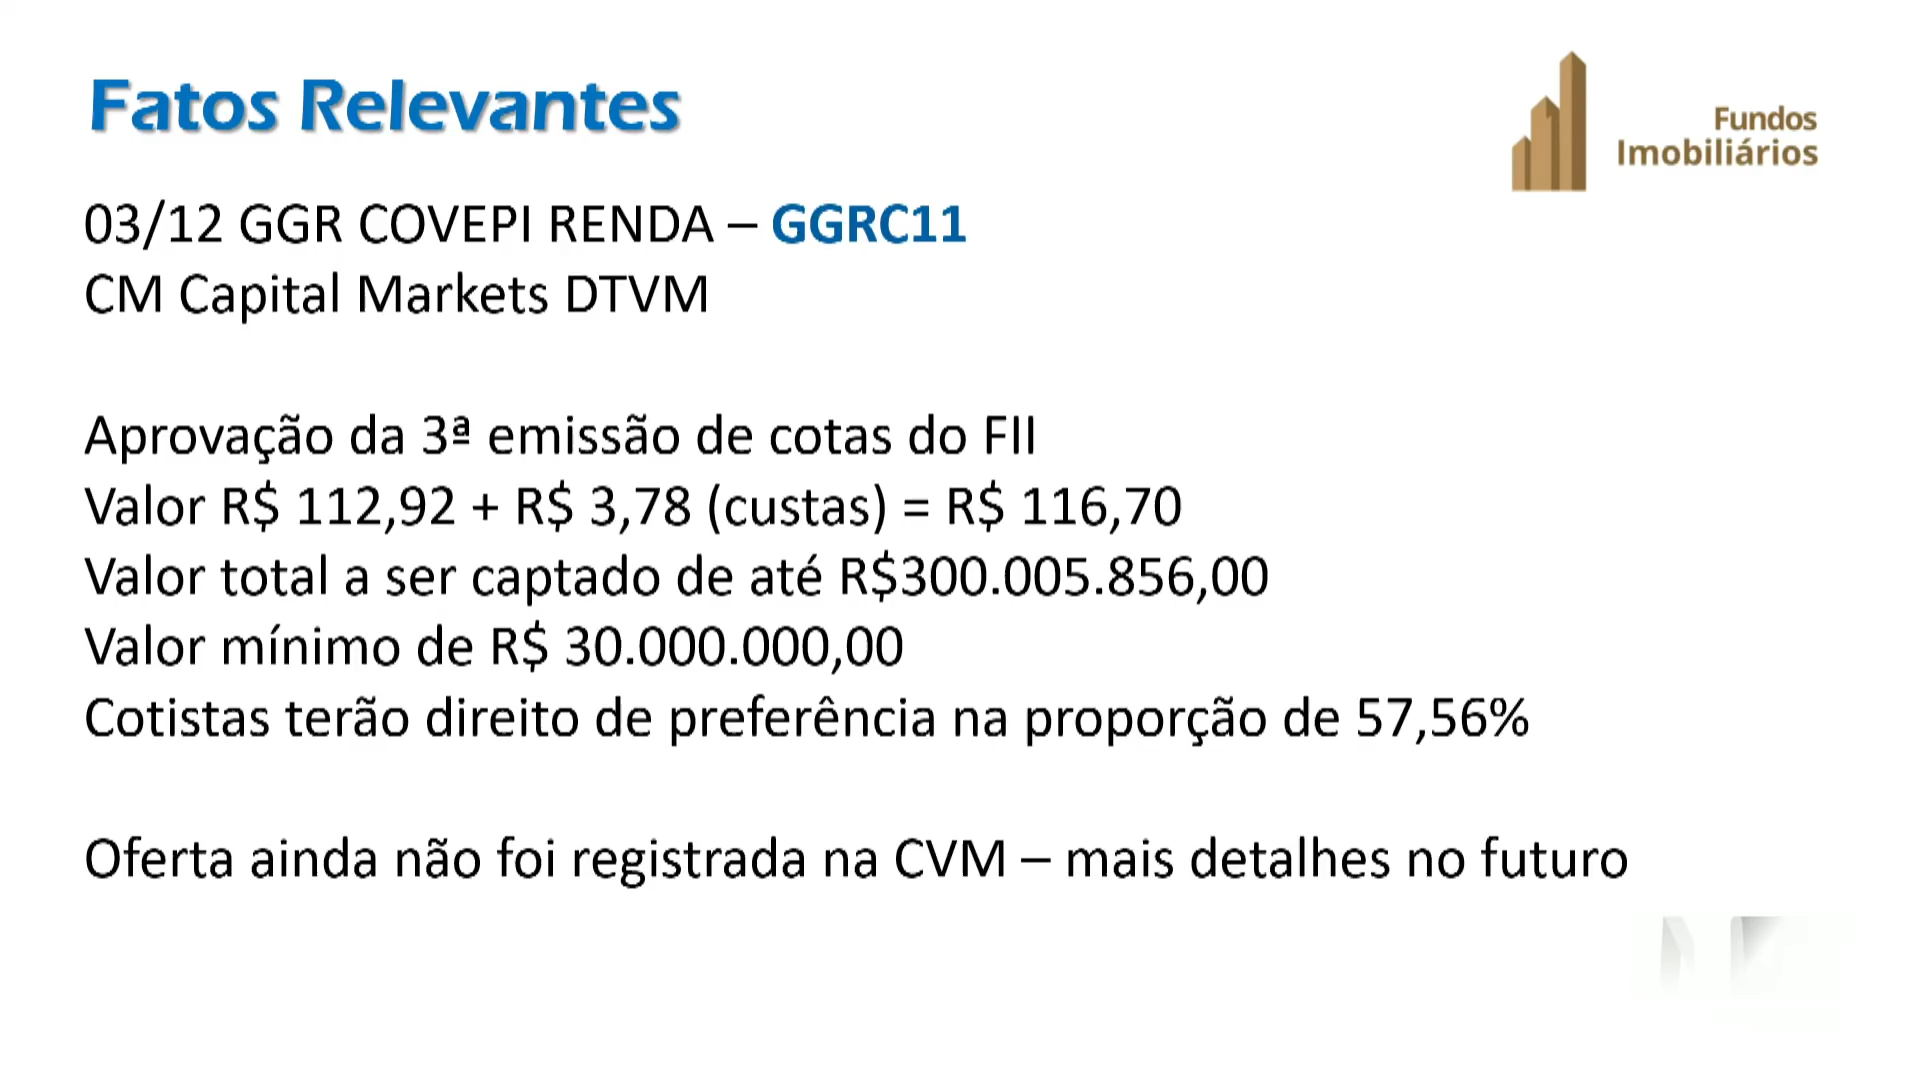 Fatos Relevantes
Fundos
Imobiliários
03/12 GGR COVEPI RENDA – GGRC11
CM Capital Markets DTVM
Aprovação da 3ª emissão de cotas do FII
Valor R$ 112,92 + R$ 3,78 (custas) = R$ 116,70
Valor total a ser captado de até R$300.005.856,00
Valor mínimo de R$ 30.000.000,00
Cotistas terão direito de preferência na proporção de 57,56%
Oferta ainda não foi registrada na CVM – mais detalhes no futuro